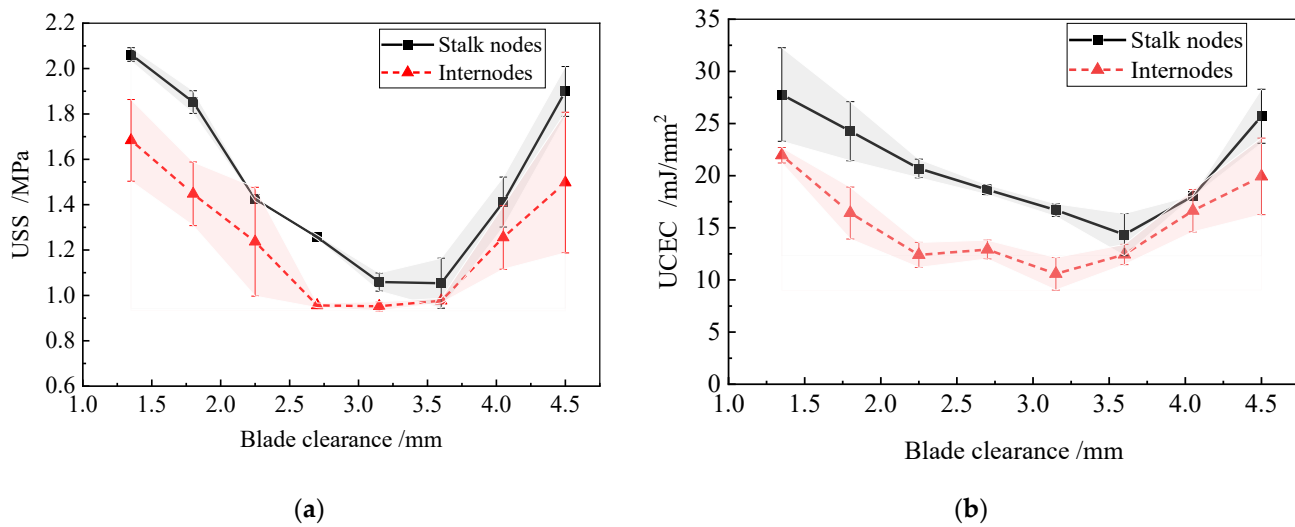 2.2
2.0
1.8
1.6
1.4
1.2
1.0
0.8
0.6
USS /MPa
Stalk nodes
Internodes
1.0 1.5 2.0 2.5 3.0 3.5 4.0 4.5
Blade clearance /mm
(a)
35
30
25
20
15
10
5
0
UCEC /mJ/mm²
Stalk nodes
Internodes
1.0 1.5 2.0 2.5 3.0 3.5 4.0 4.5
Blade clearance /mm
(b)